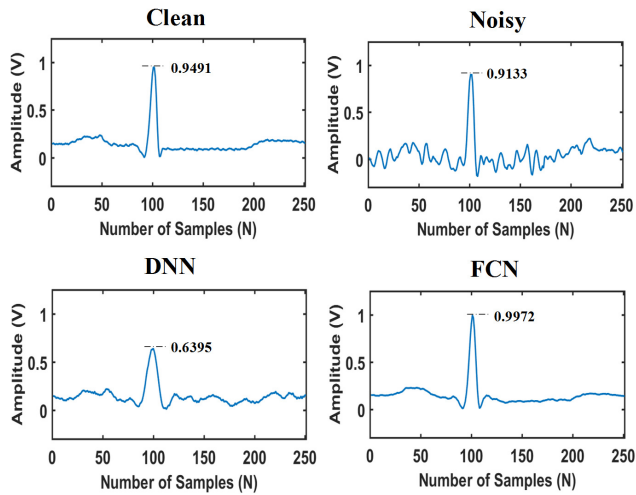 Clean
Amplitude (V)
1
0.5
0
0.9491
0 50 100 150 200 250
Number of Samples (N)
Noisy
Amplitude (V)
1
0.5
0
0.9133
0 50 100 150 200 250
Number of Samples (N)
DNN
Amplitude (V)
1
0.5
0
0.6395
0 50 100 150 200 250
Number of Samples (N)
FCN
Amplitude (V)
1
0.5
0
0.9972
0 50 100 150 200 250
Number of Samples (N)